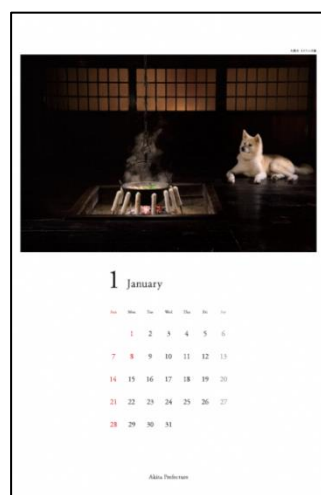 1 January
Sun Mon Tue Wed Thu Fri Sat
1 2 3 4 5 6
7 8 9 10 11 12 13
14 15 16 17 18 19 20
21 22 23 24 25 26 27
28 29 30 31
Akita Prefecture